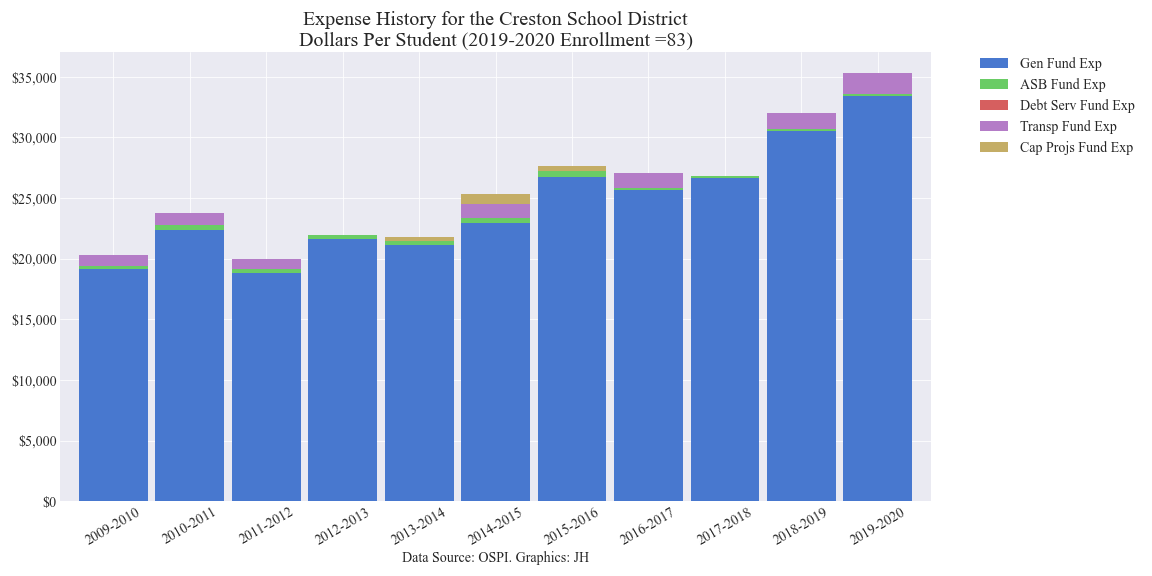 Expense History for the Creston School District
Dollars Per Student (2019-2020 Enrollment =83)
Gen Fund Exp
ASB Fund Exp
Debt Serv Fund Exp
Transp Fund Exp
Cap Projs Fund Exp
$35,000
$30,000
$25,000
$20,000
$15,000
$10,000
$5,000
$0
2009-2010
2010-2011
2011-2012
2012-2013
2013-2014
2014-2015
2015-2016
2016-2017
2017-2018
2018-2019
2019-2020
Data Source: OSPI. Graphics: JH